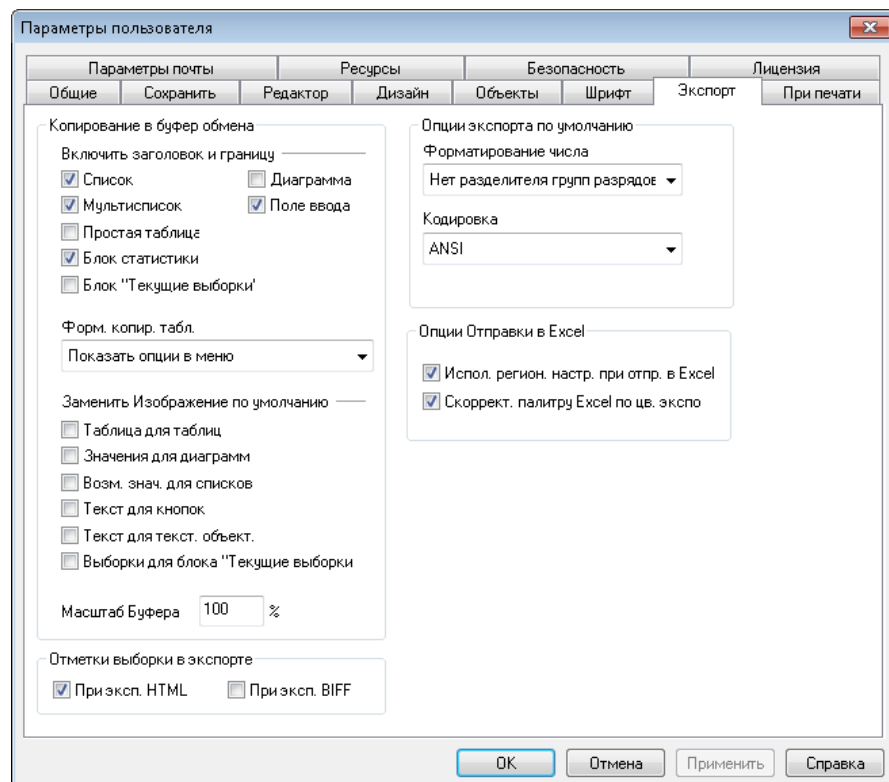 Параметры пользователя
Параметры почты Ресурсы Безопасность Лицензия
Общие Сохранить Редактор Дизайн Объекты Шрифт Экспорт При печати
Копирование в буфер обмена
Включить заголовок и границу
Список Диаграмма
Мультисписок Поле ввода
Простая таблица
Блок статистики
Блок "Текущие выборки'
Форм. копир. табл.
Показать опции в меню
Заменить Изображение по умолчанию
Таблица для таблиц
Значения для диаграмм
Возм. знач. для списков
Текст для кнопок
Текст для текст. объект.
Выборки для блока "Текущие выборки
Масштаб Буфера 100 %
Отметки выборки в экспорте
При эксп. HTML При эксп. BIFF
Опции экспорта по умолчанию
Форматирование числа
Нет разделителя групп разрядов
Кодировка
ANSI
Опции Отправки в Excel
Испол. регион. настр. при отпр. в Excel
Скоррект. палитру Excel по цв. экспо
OK Отмена Применить Справка